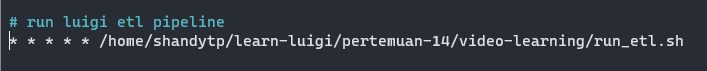 # run luigi etl pipeline
* * * * * /home/shandytp/learn-luigi/pertemuan-14/video-learning/run_etl.sh